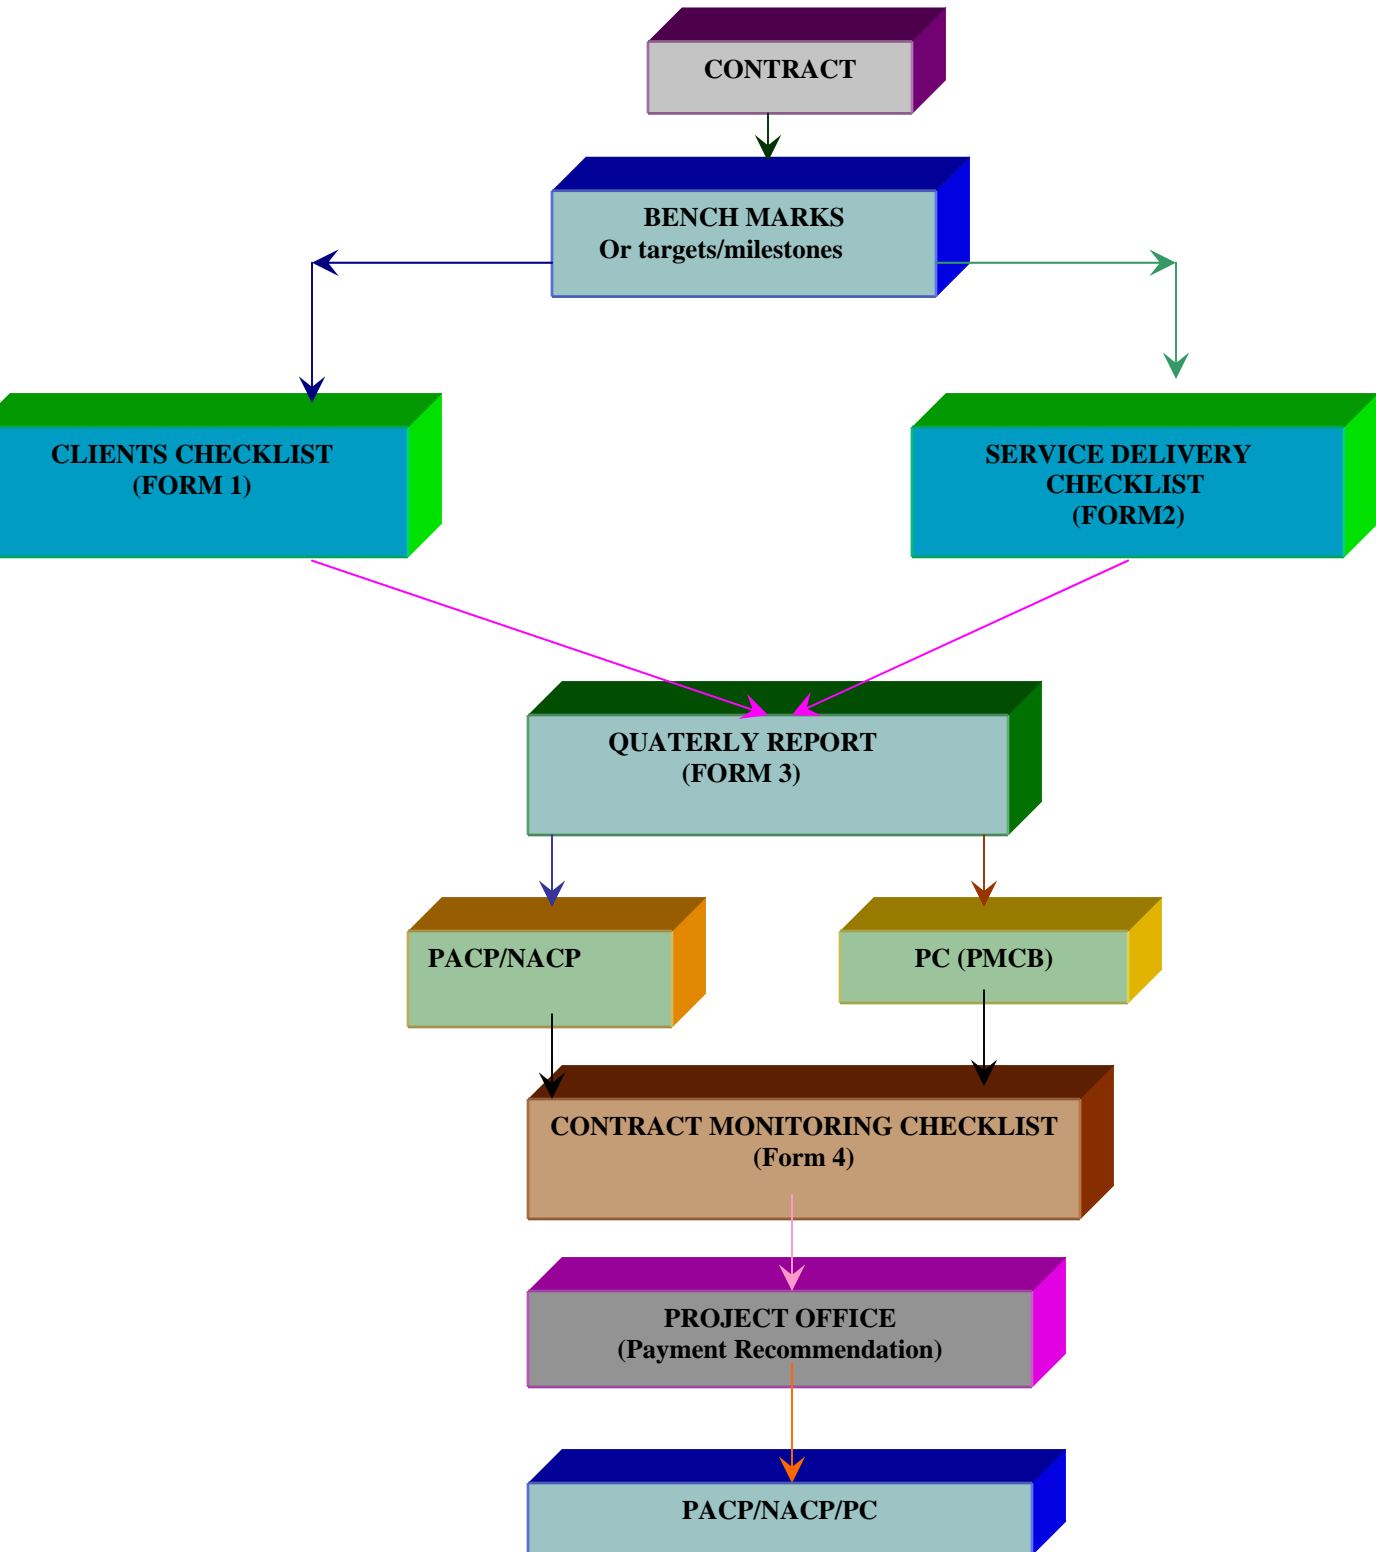 CONTRACT
BENCH MARKS
Or targets/milestones
CLIENTS CHECKLIST
(FORM 1)
SERVICE DELIVERY
CHECKLIST
(FORM2)
QUATERLY REPORT
(FORM 3)
PACP/NACP
PC (PMCB)
CONTRACT MONITORING CHECKLIST
(Form 4)
PROJECT OFFICE
(Payment Recommendation)
PACP/NACP/PC